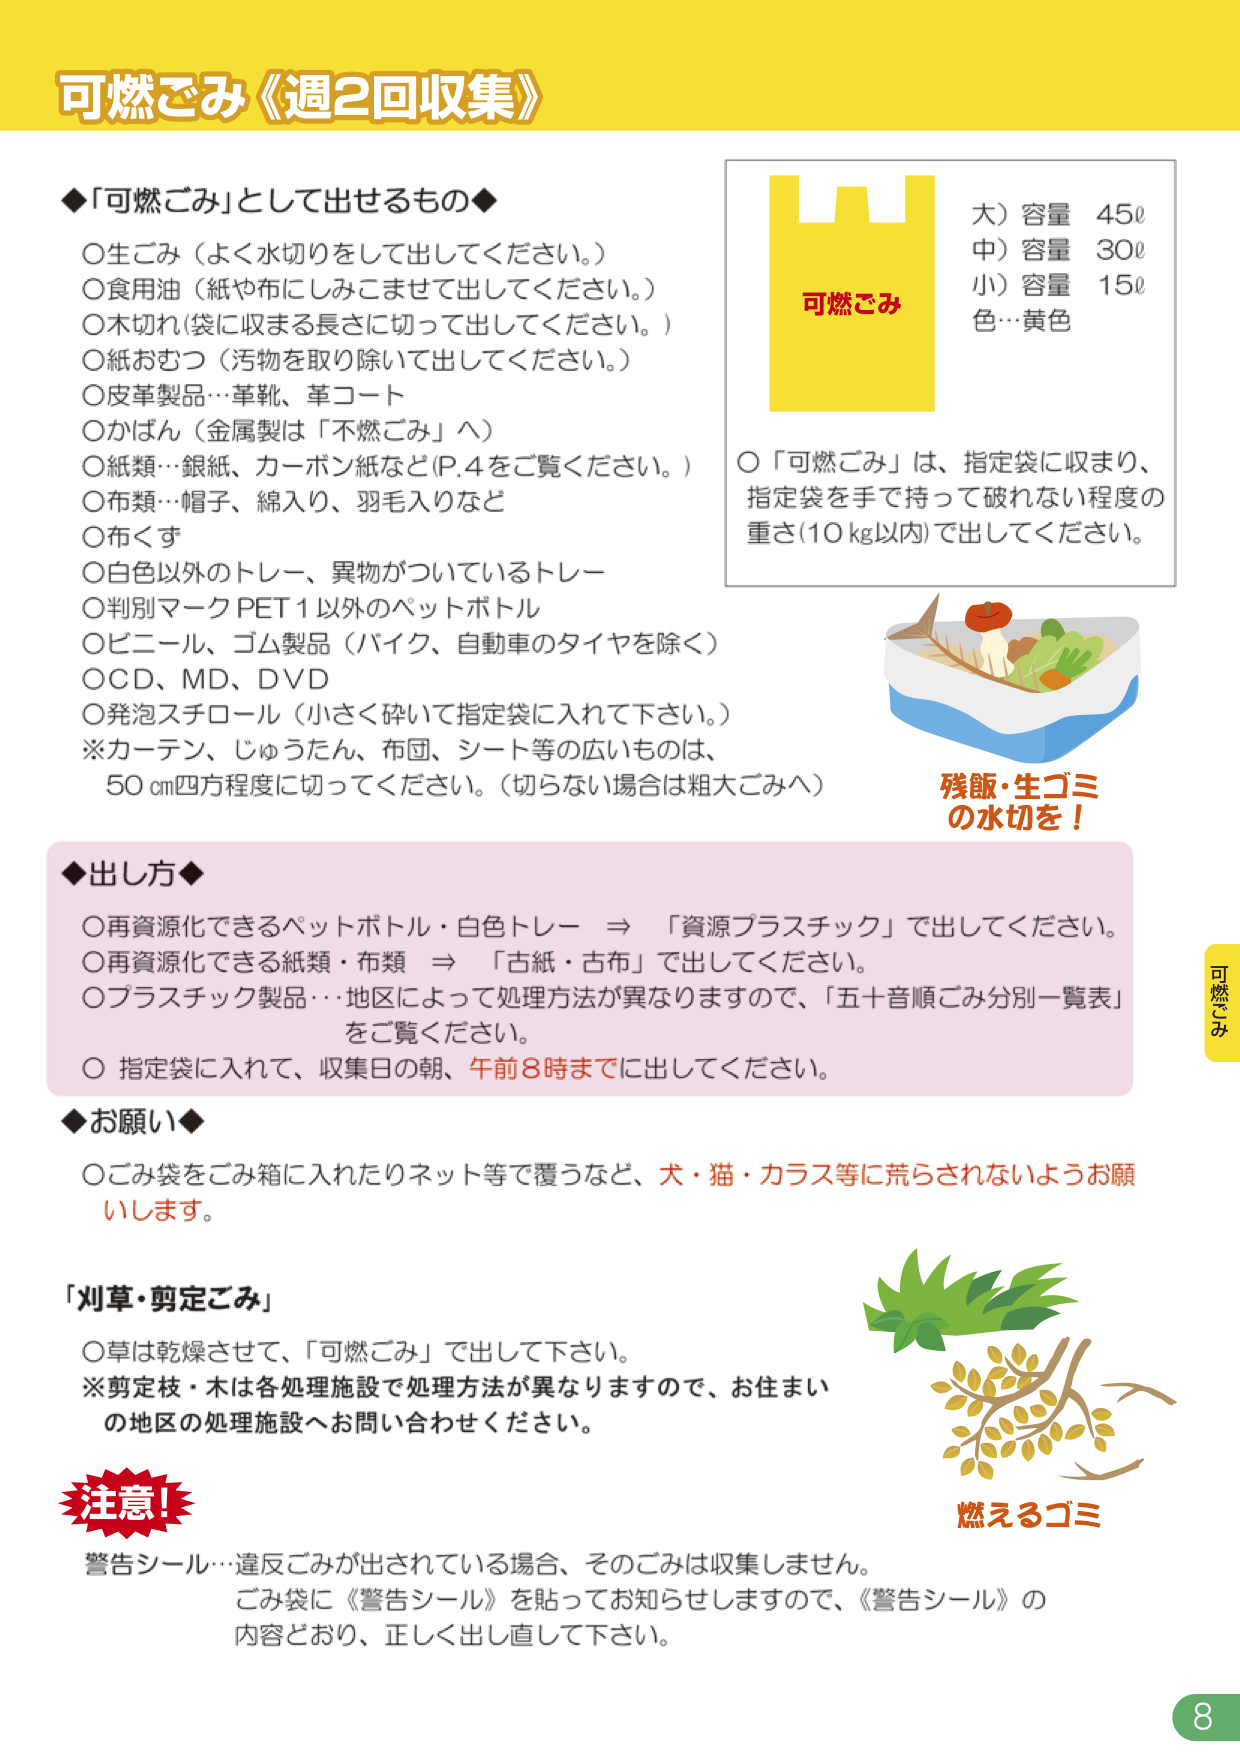 可燃ごみ《週2回収集》
◆「可燃ごみ」として出せるもの◆
○生ごみ（よく水切りをして出してください。）
○食用油（紙や布にしみこませて出してください。）
○木切れ(袋に収まる長さに切って出してください。)
○紙おむつ（汚物を取り除いて出してください。）
○皮革製品…革靴、革コート
○かばん（金属製は「不燃ごみ」へ）
○紙類…銀紙、カーボン紙など(P.4をご覧ください。)
○布類…帽子、綿入り、羽毛入りなど
○布くず
○白色以外のトレー、異物がついているトレー
○判別マークPET1以外のペットボトル
○ビニール、ゴム製品（バイク、自動車のタイヤを除く）
○CD、MD、DVD
○発泡スチロール（小さく砕いて指定袋に入れて下さい。）
※カーテン、じゅうたん、布団、シート等の広いものは、
50㎝四方程度に切ってください。（切らない場合は粗大ごみへ）
可燃ごみ
大）容量　45ℓ
中）容量　30ℓ
小）容量　15ℓ
色…黄色
○「可燃ごみ」は、指定袋に収まり、
指定袋を手で持って破れない程度の
重さ(10kg以内)で出してください。
残飯・生ゴミ
の水切を！
◆出し方◆
○再資源化できるペットボトル・白色トレー　⇒　「資源プラスチック」で出してください。
○再資源化できる紙類・布類　⇒　「古紙・古布」で出してください。
○プラスチック製品…地区によって処理方法が異なりますので、「五十音順ごみ分別一覧表」
をご覧ください。
○ 指定袋に入れて、収集日の朝、午前8時までに出してください。
可燃ごみ
◆お願い◆
○ごみ袋をごみ箱に入れたりネット等で覆うなど、犬・猫・カラス等に荒らされないようお願
いします。
「刈草・剪定ごみ」
○草は乾燥させて、「可燃ごみ」で出して下さい。
※剪定枝・木は各処理施設で処理方法が異なりますので、お住まい
の地区の処理施設へお問い合わせください。
燃えるゴミ
注意！
警告シール…違反ごみが出されている場合、そのごみは収集しません。
ごみ袋に《警告シール》を貼ってお知らせしますので、《警告シール》の
内容どおり、正しく出し直して下さい。
8